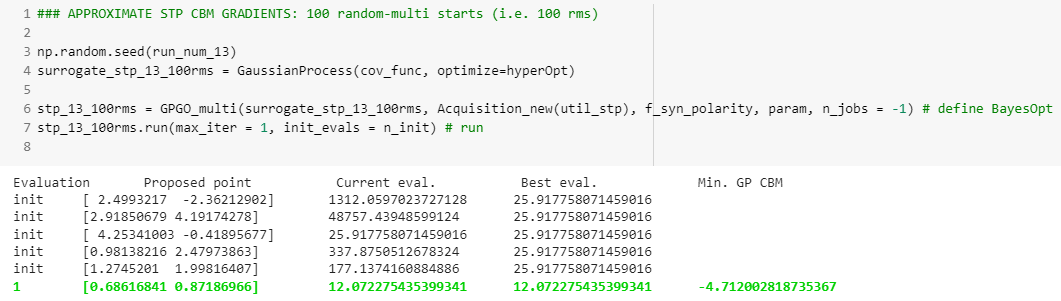 1 ### APPROXIMATE STP CBM GRADIENTS: 100 random-multi starts (i.e. 100 rms)
2
3 np.random.seed(run_num_13)
4 surrogate_stp_13_100rms = GaussianProcess(cov_func, optimize=hyperOpt)
5
6 stp_13_100rms = GPGO_multi(surrogate_stp_13_100rms, Acquisition_new(util_stp), f_syn_polarity, param, n_jobs = -1) # define BayesOpt
7 stp_13_100rms.run(max_iter = 1, init_evals = n_init) # run
8
Evaluation Proposed point Current eval. Best eval. Min. GP CBM
init [ 2.4993217 -2.36212902] 1312.0597023727128 25.917758071459016
init [2.91850679 4.19174278] 48757.43948599124 25.917758071459016
init [ 4.25341003 -0.41895677] 25.917758071459016 25.917758071459016
init [0.98138216 2.47973863] 337.8750512678324 25.917758071459016
init [1.2745201 1.99816407] 177.1374160884886 25.917758071459016
1 [0.68616841 0.87186966] 12.072275435399341 12.072275435399341 -4.712002818735367